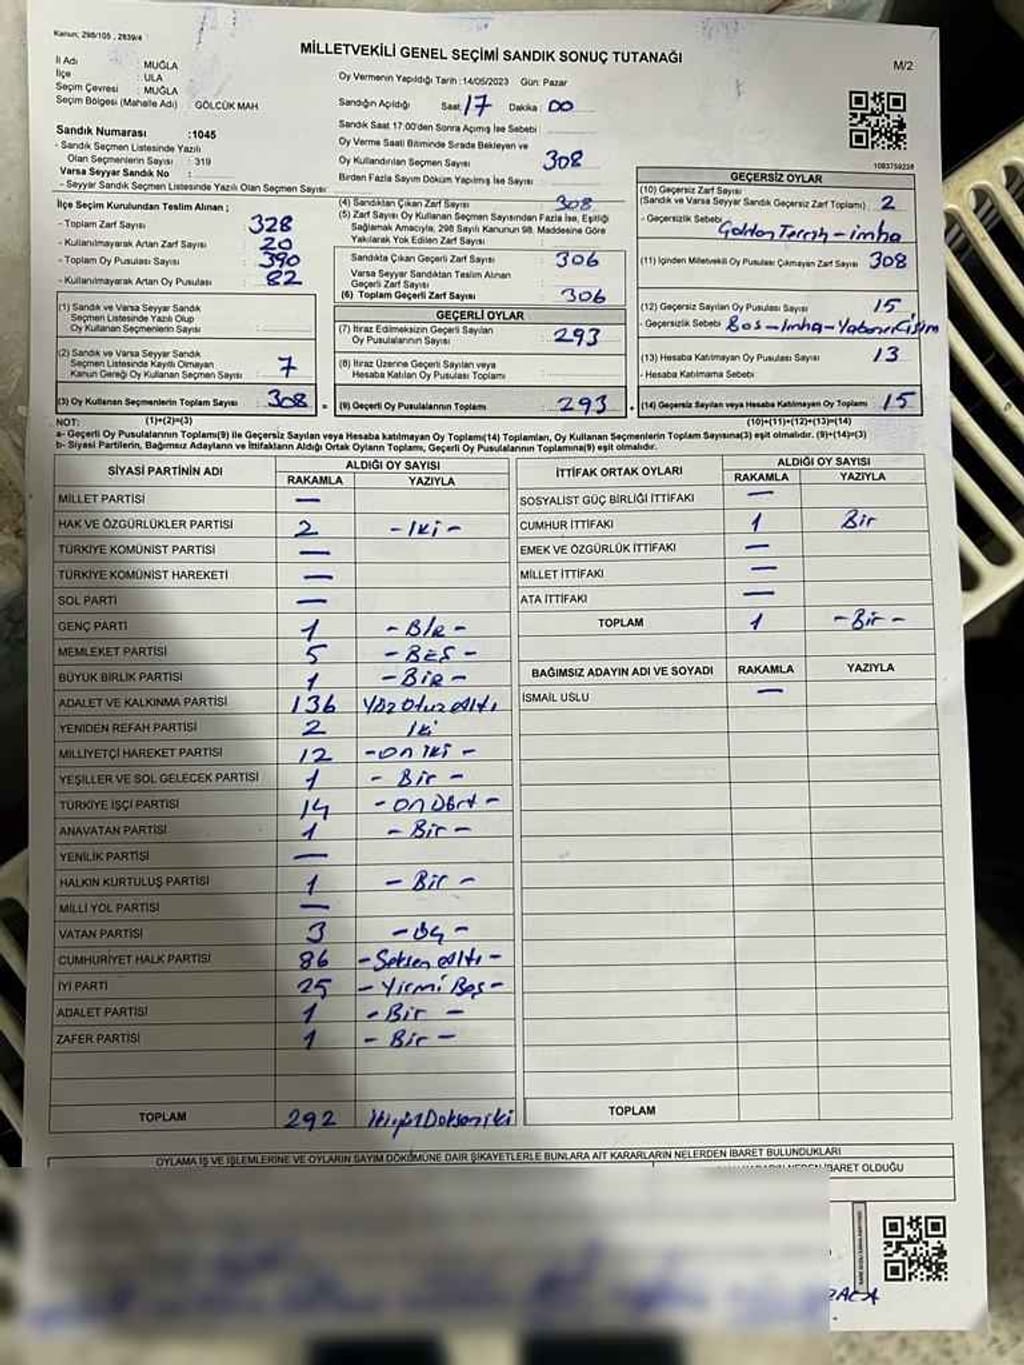 Kanun: 298/105 , 2839/4
MİLLETVEKİLİ GENEL SEÇİMİ SANDIK SONUÇ TUTANAĞI
M/2
İl Adı : MUĞLA
İlçe : ULA
Seçim Çevresi : MUĞLA
Seçim Bölgesi (Mahalle Adı) : GÖLCÜK MAH.
Sandık Numarası :1045
- Sandık Seçmen Listesinde Yazılı
Olan Seçmenlerin Sayısı : 319
Varsa Seyyar Sandık No :
- Seyyar Sandık Seçmen Listesinde Yazılı Olan Seçmen Sayısı
Oy Vermenin Yapıldığı Tarih :14/05/2023 Gün: Pazar
Sandığın Açıldığı Saat: 17 Dakika : 00
Sandık Saat 17:00'den Sonra Açımış İse Sebebi :
Oy Verme Saati Bitiminde Sırada Bekleyen ve
Oy Kullandırılan Seçmen Sayısı 308
Birden Fazla Sayım Döküm Yapılmış İse Sayısı :
1083759238
İlçe Seçim Kurulundan Teslim Alınan ;
- Toplam Zarf Sayısı 328
- Kullanılmayarak Artan Zarf Sayısı 20
- Toplam Oy Pusulası Sayısı 390
- Kullanılmayarak Artan Oy Pusulası 82
(1) Sandık ve Varsa Seyyar Sandık
Seçmen Listesinde Yazılı Olup
Oy Kullanan Seçmenlerin Sayısı :
(2) Sandık ve Varsa Seyyar Sandık
Seçmen Listesinde Kayıtlı Olmayan
Kanun Gereği Oy Kullanan Seçmen Sayısı : 7
(3) Oy Kullanan Seçmenlerin Toplam Sayısı 308 =
(4) Sandıktan Çıkan Zarf Sayısı 308
(5) Zarf Sayısı Oy Kullanan Seçmen Sayısından Fazla İse, Eşitliği
Sağlamak Amacıyla, 298 Sayılı Kanunun 98. Maddesine Göre
Yakılarak Yok Edilen Zarf Sayısı :
Sandıkta Çıkan Geçerli Zarf Sayısı 306
Varsa Seyyar Sandıktan Teslim Alınan
Geçerli Zarf Sayısı
(6) Toplam Geçerli Zarf Sayısı 306
GEÇERLİ OYLAR
(7) İtiraz Edilmeksizin Geçerli Sayılan
Oy Pusulalarının Sayısı : 293
(8) İtiraz Üzerine Geçerli Sayılan veya
Hesaba Katılan Oy Pusulası Toplamı :
(9) Geçerli Oy Pusulalarının Toplamı 293
GEÇERSİZ OYLAR
(10) Geçersiz Zarf Sayısı
(Sandık ve Varsa Seyyar Sandık Geçersiz Zarf Toplamı) 2
- Geçersizlik Sebebi :
-imha
(11) İçinden Milletvekili Oy Pusulası Çıkmayan Zarf Sayısı 308
(12) Geçersiz Sayılan Oy Pusulası Sayısı 15
- Geçersizlik Sebebi : Bos-İmha-
(13) Hesaba Katılmayan Oy Pusulası Sayısı 13
- Hesaba Katılmama Sebebi
(14) Geçersiz Sayılan veya Hesaba Katılmayan Oy Toplamı 15
NOT: (1)+(2)=(3) (10)+(11)+(12)+(13)=(14)
a- Geçerli Oy Pusulalarının Toplamı(9) ile Geçersiz Sayılan veya Hesaba katılmayan Oy Toplamı(14) Toplamları, Oy Kullanan Seçmenlerin Toplam Sayısına(3) eşit olmalıdır. (9)+(14)=(3)
b- Siyasi Partilerin, Bağımsız Adayların ve İttifakların Aldığı Ortak Oyların Toplamı, Geçerli Oy Pusulalarının Toplamına(9) eşit olmalıdır.
SİYASİ PARTİNİN ADI ALDIĞI OY SAYISI
RAKAMLA YAZIYLA
MİLLET PARTİSİ —
HAK VE ÖZGÜRLÜKLER PARTİSİ 2 -İki-
TÜRKİYE KOMÜNİST PARTİSİ —
TÜRKİYE KOMÜNİST HAREKETİ —
SOL PARTİ —
GENÇ PARTİ 1 -BİR-
MEMLEKET PARTİSİ 5 -BEŞ-
BÜYÜK BİRLİK PARTİSİ 1 -BİR-
ADALET VE KALKINMA PARTİSİ 136 Yüz Otuz Altı
YENİDEN REFAH PARTİSİ 2 İki
MİLLİYETÇİ HAREKET PARTİSİ 12 -On iki-
YEŞİLLER VE SOL GELECEK PARTİSİ 1 -Bir-
TÜRKİYE İŞÇİ PARTİSİ 14 -On Dört-
ANAVATAN PARTİSİ 1 -Bir-
YENİLİK PARTİSİ —
HALKIN KURTULUŞ PARTİSİ 1 -Bir-
MİLLİ YOL PARTİSİ —
VATAN PARTİSİ 3 -Üç-
CUMHURİYET HALK PARTİSİ 86 -Seksen Altı-
İYİ PARTİ 25 -Yirmi Beş-
ADALET PARTİSİ 1 -Bir-
ZAFER PARTİSİ 1 -Bir-
TOPLAM 292
İTTİFAK ORTAK OYLARI ALDIĞI OY SAYISI
RAKAMLA YAZIYLA
SOSYALİST GÜÇ BİRLİĞİ İTTİFAKI —
CUMHUR İTTİFAKI 1 Bir
EMEK VE ÖZGÜRLÜK İTTİFAKI —
MİLLET İTTİFAKI —
ATA İTTİFAKI —
TOPLAM 1 -Bir-
BAĞIMSIZ ADAYIN ADI VE SOYADI RAKAMLA YAZIYLA
İSMAİL USLU —
TOPLAM
OYLAMA İŞ VE İŞLEMLERİNE VE OYLARIN SAYIM DÖKÜMÜNE DAİR ŞİKAYETLERLE BUNLARA AİT KARARLARIN NELERDEN İBARET BULUNDUKLARI
İBARET OLDUĞU